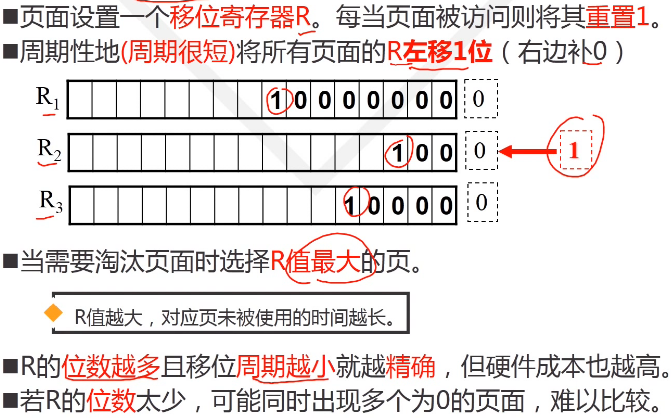 ■页面设置一个移位寄存器R。每当页面被访问则将其重置1。
■周期性地(周期很短)将所有页面的R左移1位（右边补0）
R1 1 0 0 0 0 0 0 0 0
R2 1 0 0 0 1
R3 1 0 0 0 0 0
■当需要淘汰页面时选择R值最大的页。
R值越大，对应页未被使用的时间越长。
■R的位数越多且移位周期越小就越精确，但硬件成本也越高。
■若R的位数太少，可能同时出现多个为0的页面，难以比较。